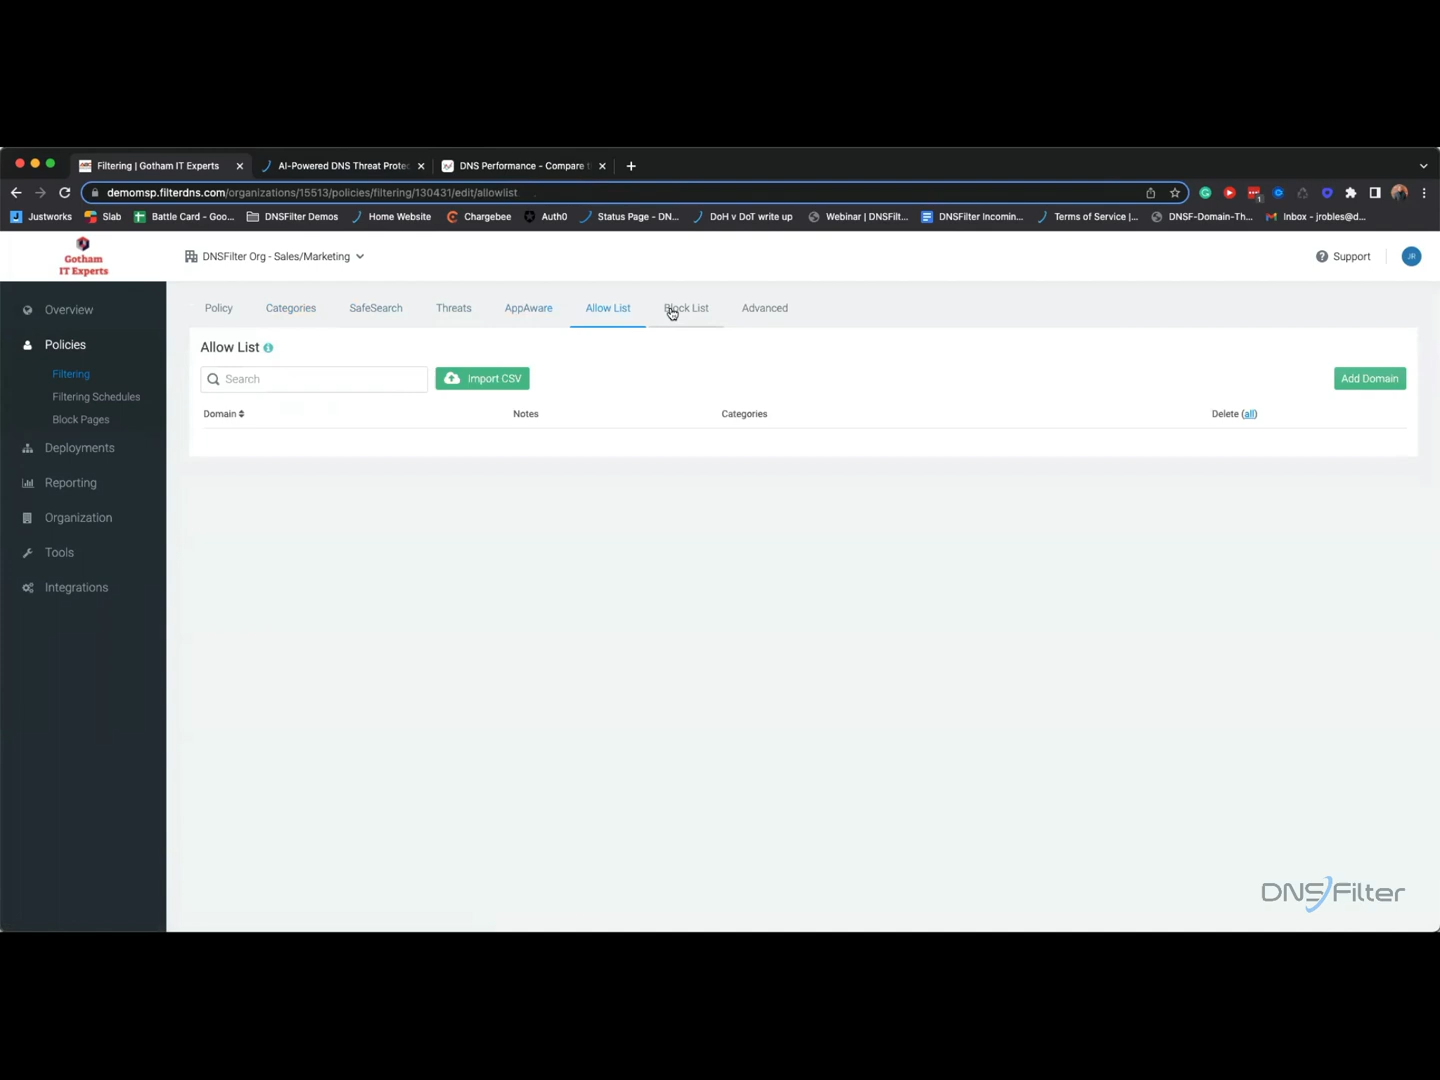 Filtering | Gotham IT Experts
AI-Powered DNS Threat Protec
DNS Performance - Compare t
demomsp.filterdns.com/organizations/15513/policies/filtering/130431/edit/allowlist
Justworks
Slab
Battle Card - Goo...
DNSFilter Demos
Home Website
Chargebee
Auth0
Status Page - DN...
DoH v DoT write up
Webinar | DNSFilt...
DNSFilter Incomin...
Terms of Service |...
DNSF-Domain-Th...
Inbox - jrobles@d...
Gotham
IT Experts
DNSFilter Org - Sales/Marketing
Support
JR
Overview
Policies
Filtering
Filtering Schedules
Block Pages
Deployments
Reporting
Organization
Tools
Integrations
Policy
Categories
SafeSearch
Threats
AppAware
Allow List
Block List
Advanced
Allow List
Search
Import CSV
Add Domain
Domain
Notes
Categories
Delete (all)
DNSFilter